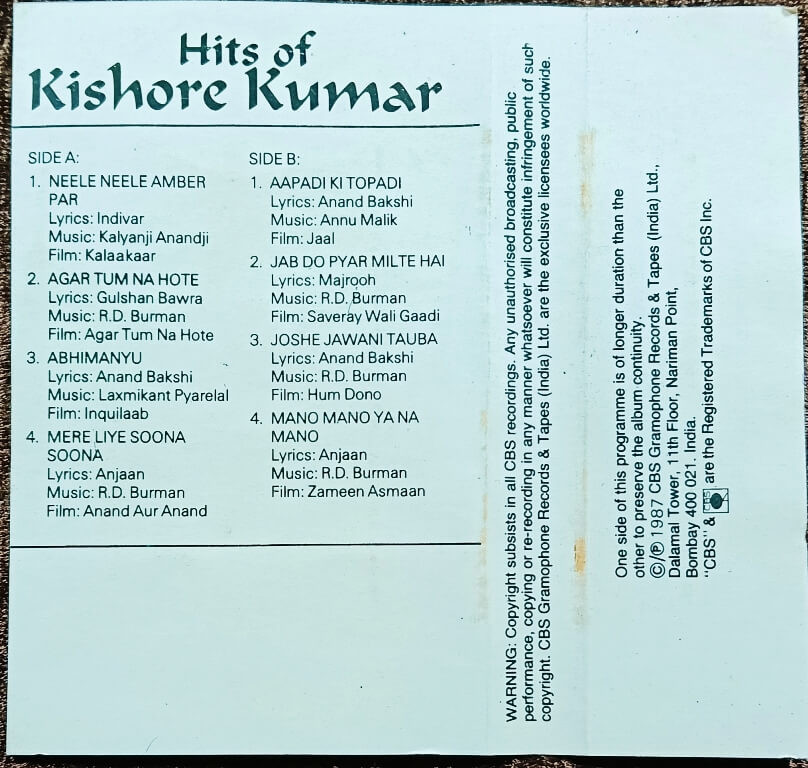 Hits of
Kishore Kumar
SIDE A:
1. NEELE NEELE AMBER
PAR
Lyrics: Indivar
Music: Kalyanji Anandji
Film: Kalaakaar
2. AGAR TUM NA HOTE
Lyrics: Gulshan Bawra
Music: R.D. Burman
Film: Agar Tum Na Hote
3. ABHIMANYU
Lyrics: Anand Bakshi
Music: Laxmikant Pyarelal
Film: Inquilaab
4. MERE LIYE SOONA
SOONA
Lyrics: Anjaan
Music: R.D. Burman
Film: Anand Aur Anand
SIDE B:
1. AAPADI KI TOPADI
Lyrics: Anand Bakshi
Music: Annu Malik
Film: Jaal
2. JAB DO PYAR MILTE HAI
Lyrics: Majrooh
Music: R.D. Burman
Film: Saveray Wali Gaadi
3. JOSHE JAWANI TAUBA
Lyrics: Anand Bakshi
Music: R.D. Burman
Film: Hum Dono
4. MANO MANO YA NA
MANO
Lyrics: Anjaan
Music: R.D. Burman
Film: Zameen Asmaan
WARNING: Copyright subsists in all CBS recordings. Any unauthorised broadcasting, public
performance, copying or re-recording in any manner whatsoever will constitute infringement of such
copyright. CBS Gramophone Records & Tapes (India) Ltd. are the exclusive licensees worldwide.
One side of this programme is of longer duration than the
other to preserve the album continuity.
©/℗ 1987 CBS Gramophone Records & Tapes (India) Ltd.,
Dalamal Tower, 11th Floor, Nariman Point,
Bombay 400 021. India.
"CBS" & CBS are the Registered Trademarks of CBS Inc.